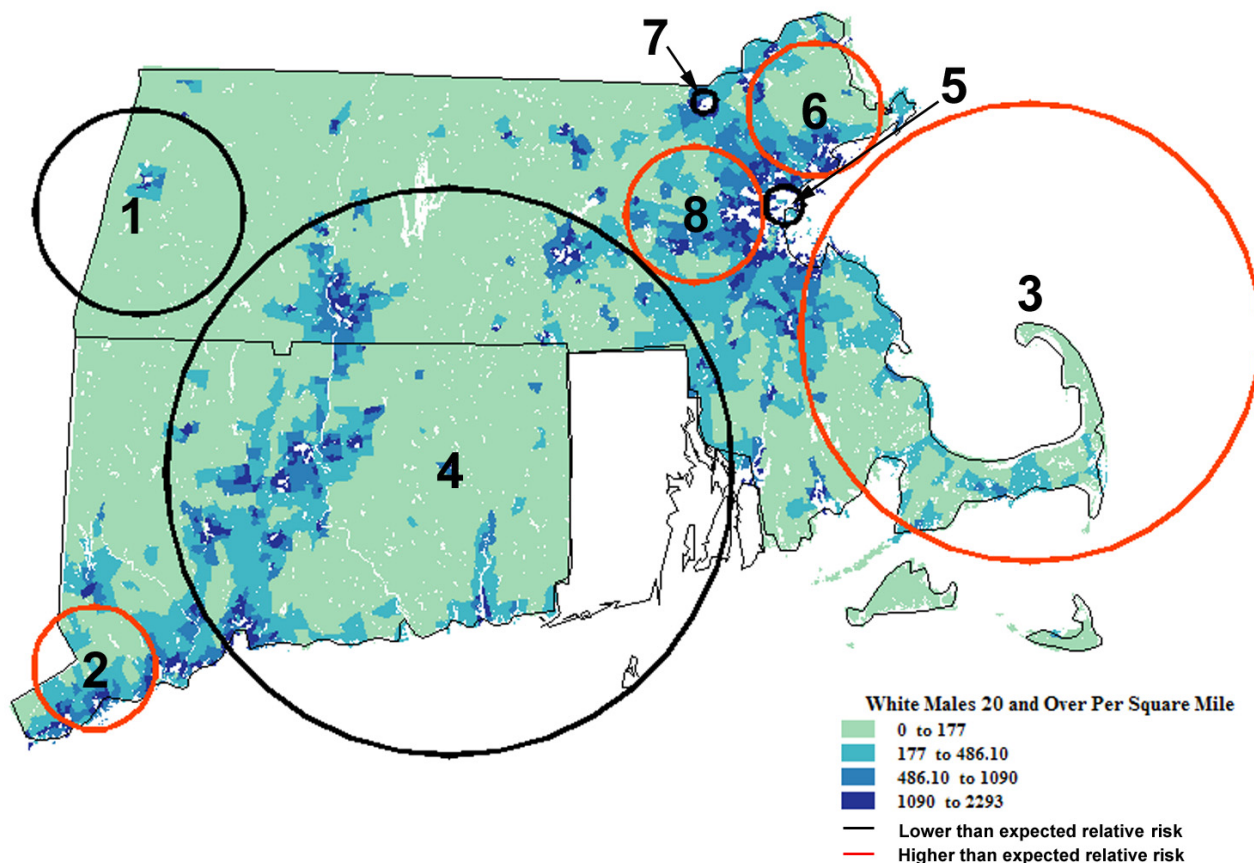 7
5
6
1
8
3
4
2
White Males 20 and Over Per Square Mile
0 to 177
177 to 486.10
486.10 to 1090
1090 to 2293
Lower than expected relative risk
Higher than expected relative risk